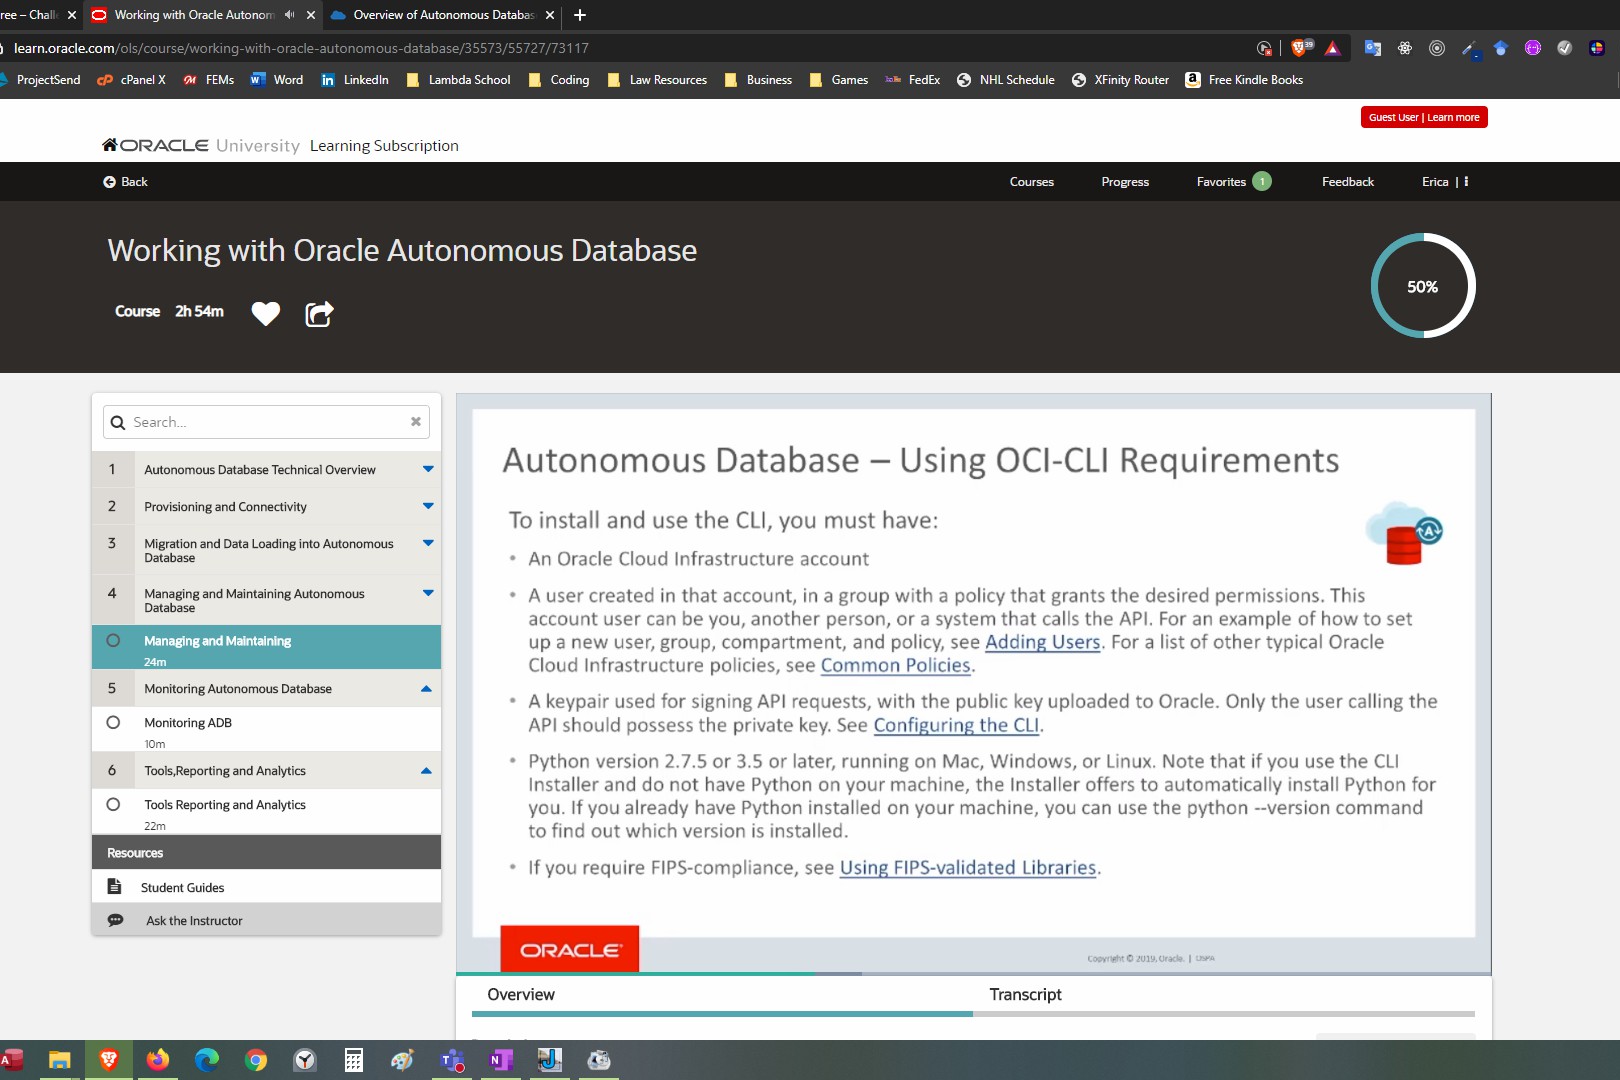 ree – Chall
Working with Oracle Autonom
Overview of Autonomous Databas
learn.oracle.com/ols/course/working-with-oracle-autonomous-database/35573/55727/73117
39
ProjectSend
cPanel X
FEMs
Word
LinkedIn
Lambda School
Coding
Law Resources
Business
Games
FedEx
NHL Schedule
XFinity Router
Free Kindle Books
Guest User | Learn more
ORACLE University Learning Subscription
Back
Courses
Progress
Favorites 1
Feedback
Erica |
Working with Oracle Autonomous Database
Course 2h 54m
50%
Search...
1 Autonomous Database Technical Overview
2 Provisioning and Connectivity
3 Migration and Data Loading into Autonomous
Database
4 Managing and Maintaining Autonomous
Database
Managing and Maintaining
24m
5 Monitoring Autonomous Database
Monitoring ADB
10m
6 Tools,Reporting and Analytics
Tools Reporting and Analytics
22m
Resources
Student Guides
Ask the Instructor
Autonomous Database – Using OCI-CLI Requirements
To install and use the CLI, you must have:
• An Oracle Cloud Infrastructure account
• A user created in that account, in a group with a policy that grants the desired permissions. This
account user can be you, another person, or a system that calls the API. For an example of how to set
up a new user, group, compartment, and policy, see Adding Users. For a list of other typical Oracle
Cloud Infrastructure policies, see Common Policies.
• A keypair used for signing API requests, with the public key uploaded to Oracle. Only the user calling the
API should possess the private key. See Configuring the CLI.
• Python version 2.7.5 or 3.5 or later, running on Mac, Windows, or Linux. Note that if you use the CLI
Installer and do not have Python on your machine, the Installer offers to automatically install Python for
you. If you already have Python installed on your machine, you can use the python --version command
to find out which version is installed.
• If you require FIPS-compliance, see Using FIPS-validated Libraries.
A
ORACLE
Copyright © 2019, Oracle. |
Overview
Transcript